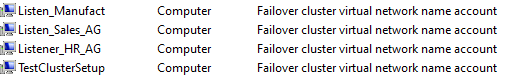 Listen_Manufact Computer Failover cluster virtual network name account
Listen_Sales_AG Computer Failover cluster virtual network name account
Listener_HR_AG Computer Failover cluster virtual network name account
TestClusterSetup Computer Failover cluster virtual network name account